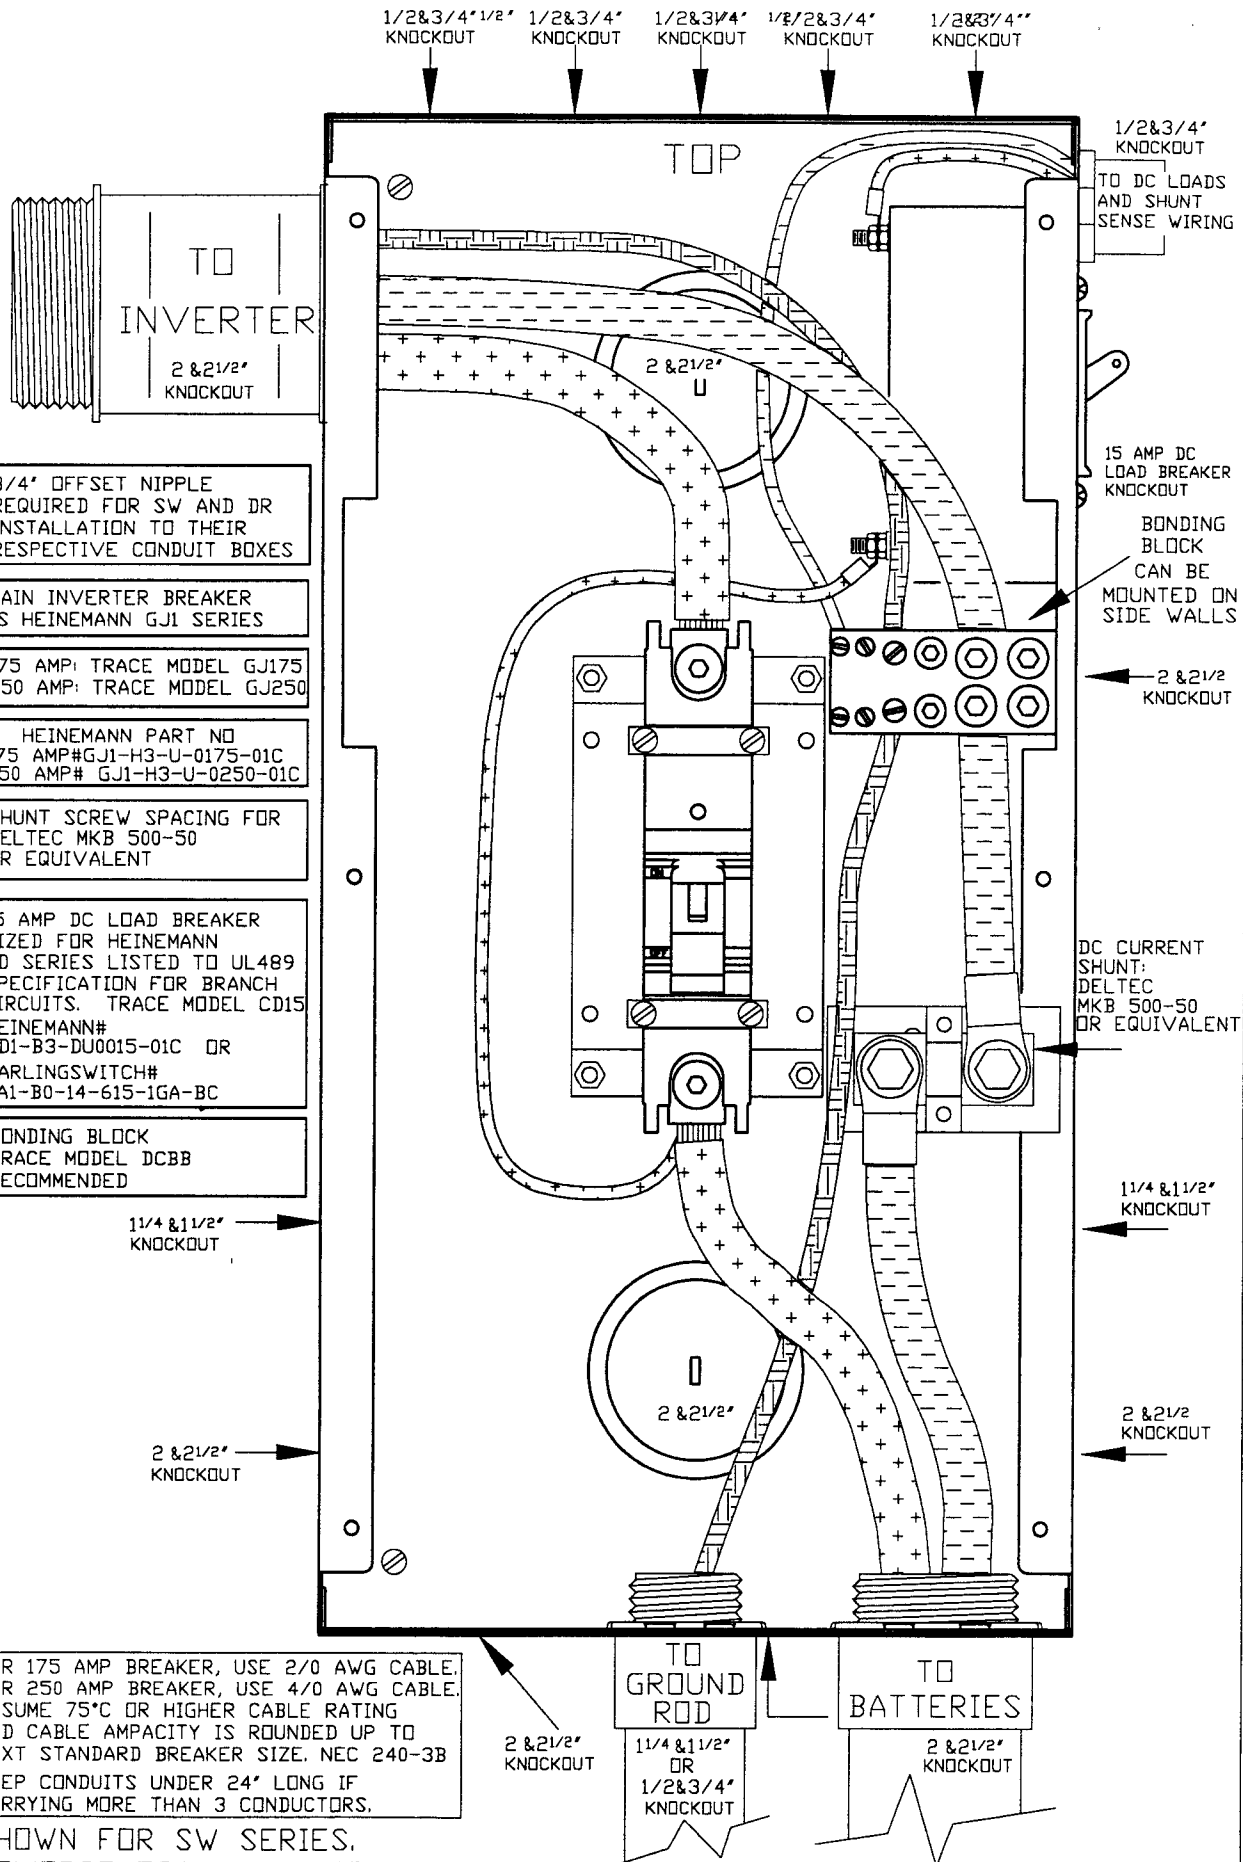 1/2&3/4" 1/2" 1/2&3/4" 1/2&3/4" 1/2&3/4" 1/2&3/4"
KNOCKOUT KNOCKOUT KNOCKOUT KNOCKOUT KNOCKOUT
TOP
1/2&3/4"
KNOCKOUT
TO DC LOADS
AND SHUNT
SENSE WIRING
TO
INVERTER
2 &2 1/2"
KNOCKOUT
2 &2 1/2"
15 AMP DC
LOAD BREAKER
KNOCKOUT
BONDING
BLOCK
CAN BE
MOUNTED ON
SIDE WALLS
2 &2 1/2
KNOCKOUT
3/4" OFFSET NIPPLE
REQUIRED FOR SW AND DR
NSTALLATION TO THEIR
RESPECTIVE CONDUIT BOXES
AIN INVERTER BREAKER
S HEINEMANN GJ1 SERIES
75 AMP: TRACE MODEL GJ175
50 AMP: TRACE MODEL GJ250
HEINEMANN PART NO
75 AMP#GJ1-H3-U-0175-01C
50 AMP# GJ1-H3-U-0250-01C
HUNT SCREW SPACING FOR
ELTEC MKB 500-50
R EQUIVALENT
5 AMP DC LOAD BREAKER
IZED FOR HEINEMANN
D SERIES LISTED TO UL489
PECIFICATION FOR BRANCH
IRCUITS. TRACE MODEL CD15
EINEMANN#
D1-B3-DU0015-01C OR
ARLINGSWITCH#
A1-B0-14-615-1GA-BC
ONDING BLOCK
RACE MODEL DCBB
ECOMMENDED
ON
OFF
DC CURRENT
SHUNT:
DELTEC
MKB 500-50
OR EQUIVALENT
1 1/4 &1 1/2"
KNOCKOUT
1 1/4 &1 1/2"
KNOCKOUT
2 &2 1/2"
2 &2 1/2"
KNOCKOUT
2 &2 1/2
KNOCKOUT
R 175 AMP BREAKER, USE 2/0 AWG CABLE.
R 250 AMP BREAKER, USE 4/0 AWG CABLE.
SUME 75°C OR HIGHER CABLE RATING
D CABLE AMPACITY IS ROUNDED UP TO
XT STANDARD BREAKER SIZE. NEC 240-3B
EP CONDUITS UNDER 24" LONG IF
RRYING MORE THAN 3 CONDUCTORS.
2 &2 1/2"
KNOCKOUT
TO
GROUND
ROD
1 1/4 &1 1/2"
OR
1/2&3/4"
KNOCKOUT
TO
BATTERIES
2 &2 1/2"
KNOCKOUT
HOWN FOR SW SERIES.